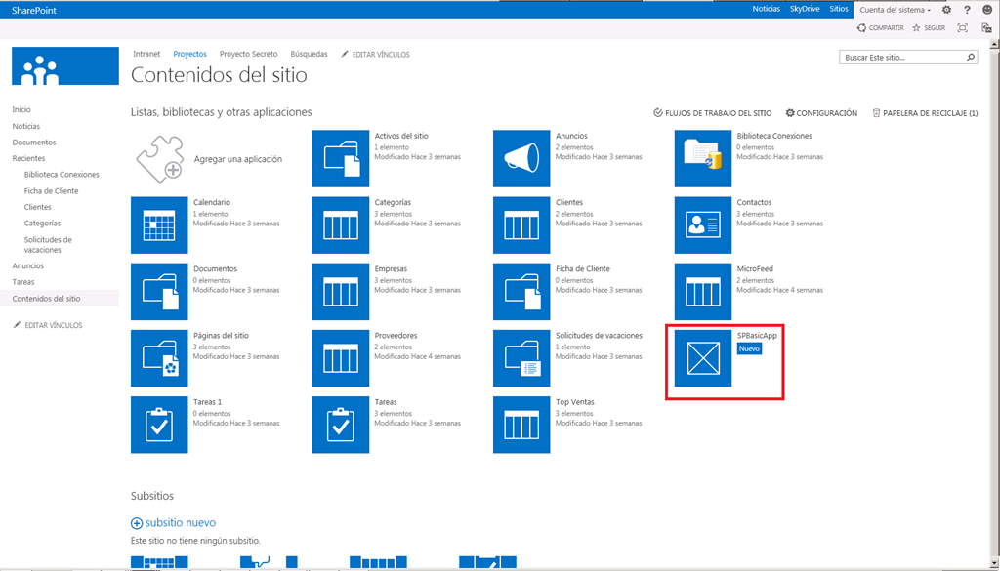 SharePoint
Noticias SkyDrive Sitios Cuenta del sistema ?
COMPARTIR SEGUIR
Intranet Proyectos Proyecto Secreto Búsquedas EDITAR VÍNCULOS
Contenidos del sitio
Buscar Este sitio...
Inicio
Noticias
Documentos
Recientes
Biblioteca Conexiones
Ficha de Cliente
Clientes
Categorías
Solicitudes de
vacaciones
Anuncios
Tareas
Contenidos del sitio
EDITAR VÍNCULOS
Listas, bibliotecas y otras aplicaciones
FLUJOS DE TRABAJO DEL SITIO CONFIGURACIÓN PAPELERA DE RECICLAJE (1)
Agregar una aplicación
Activos del sitio
1 elemento
Modificado Hace 3 semanas
Anuncios
2 elementos
Modificado Hace 3 semanas
Biblioteca Conexiones
0 elementos
Modificado Hace 3 semanas
Calendario
1 elemento
Modificado Hace 3 semanas
Categorías
3 elementos
Modificado Hace 3 semanas
Clientes
2 elementos
Modificado Hace 3 semanas
Contactos
3 elementos
Modificado Hace 3 semanas
Documentos
0 elementos
Modificado Hace 3 semanas
Empresas
3 elementos
Modificado Hace 3 semanas
Ficha de Cliente
0 elementos
Modificado Hace 3 semanas
MicroFeed
2 elementos
Modificado Hace 4 semanas
Páginas del sitio
3 elementos
Modificado Hace 3 semanas
Proveedores
2 elementos
Modificado Hace 4 semanas
Solicitudes de vacaciones
1 elemento
Modificado Hace 3 semanas
SPBasicApp
Nuevo
Tareas 1
0 elementos
Modificado Hace 3 semanas
Tareas
3 elementos
Modificado Hace 3 semanas
Top Ventas
3 elementos
Modificado Hace 3 semanas
Subsitios
subsitio nuevo
Este sitio no tiene ningún subsitio.